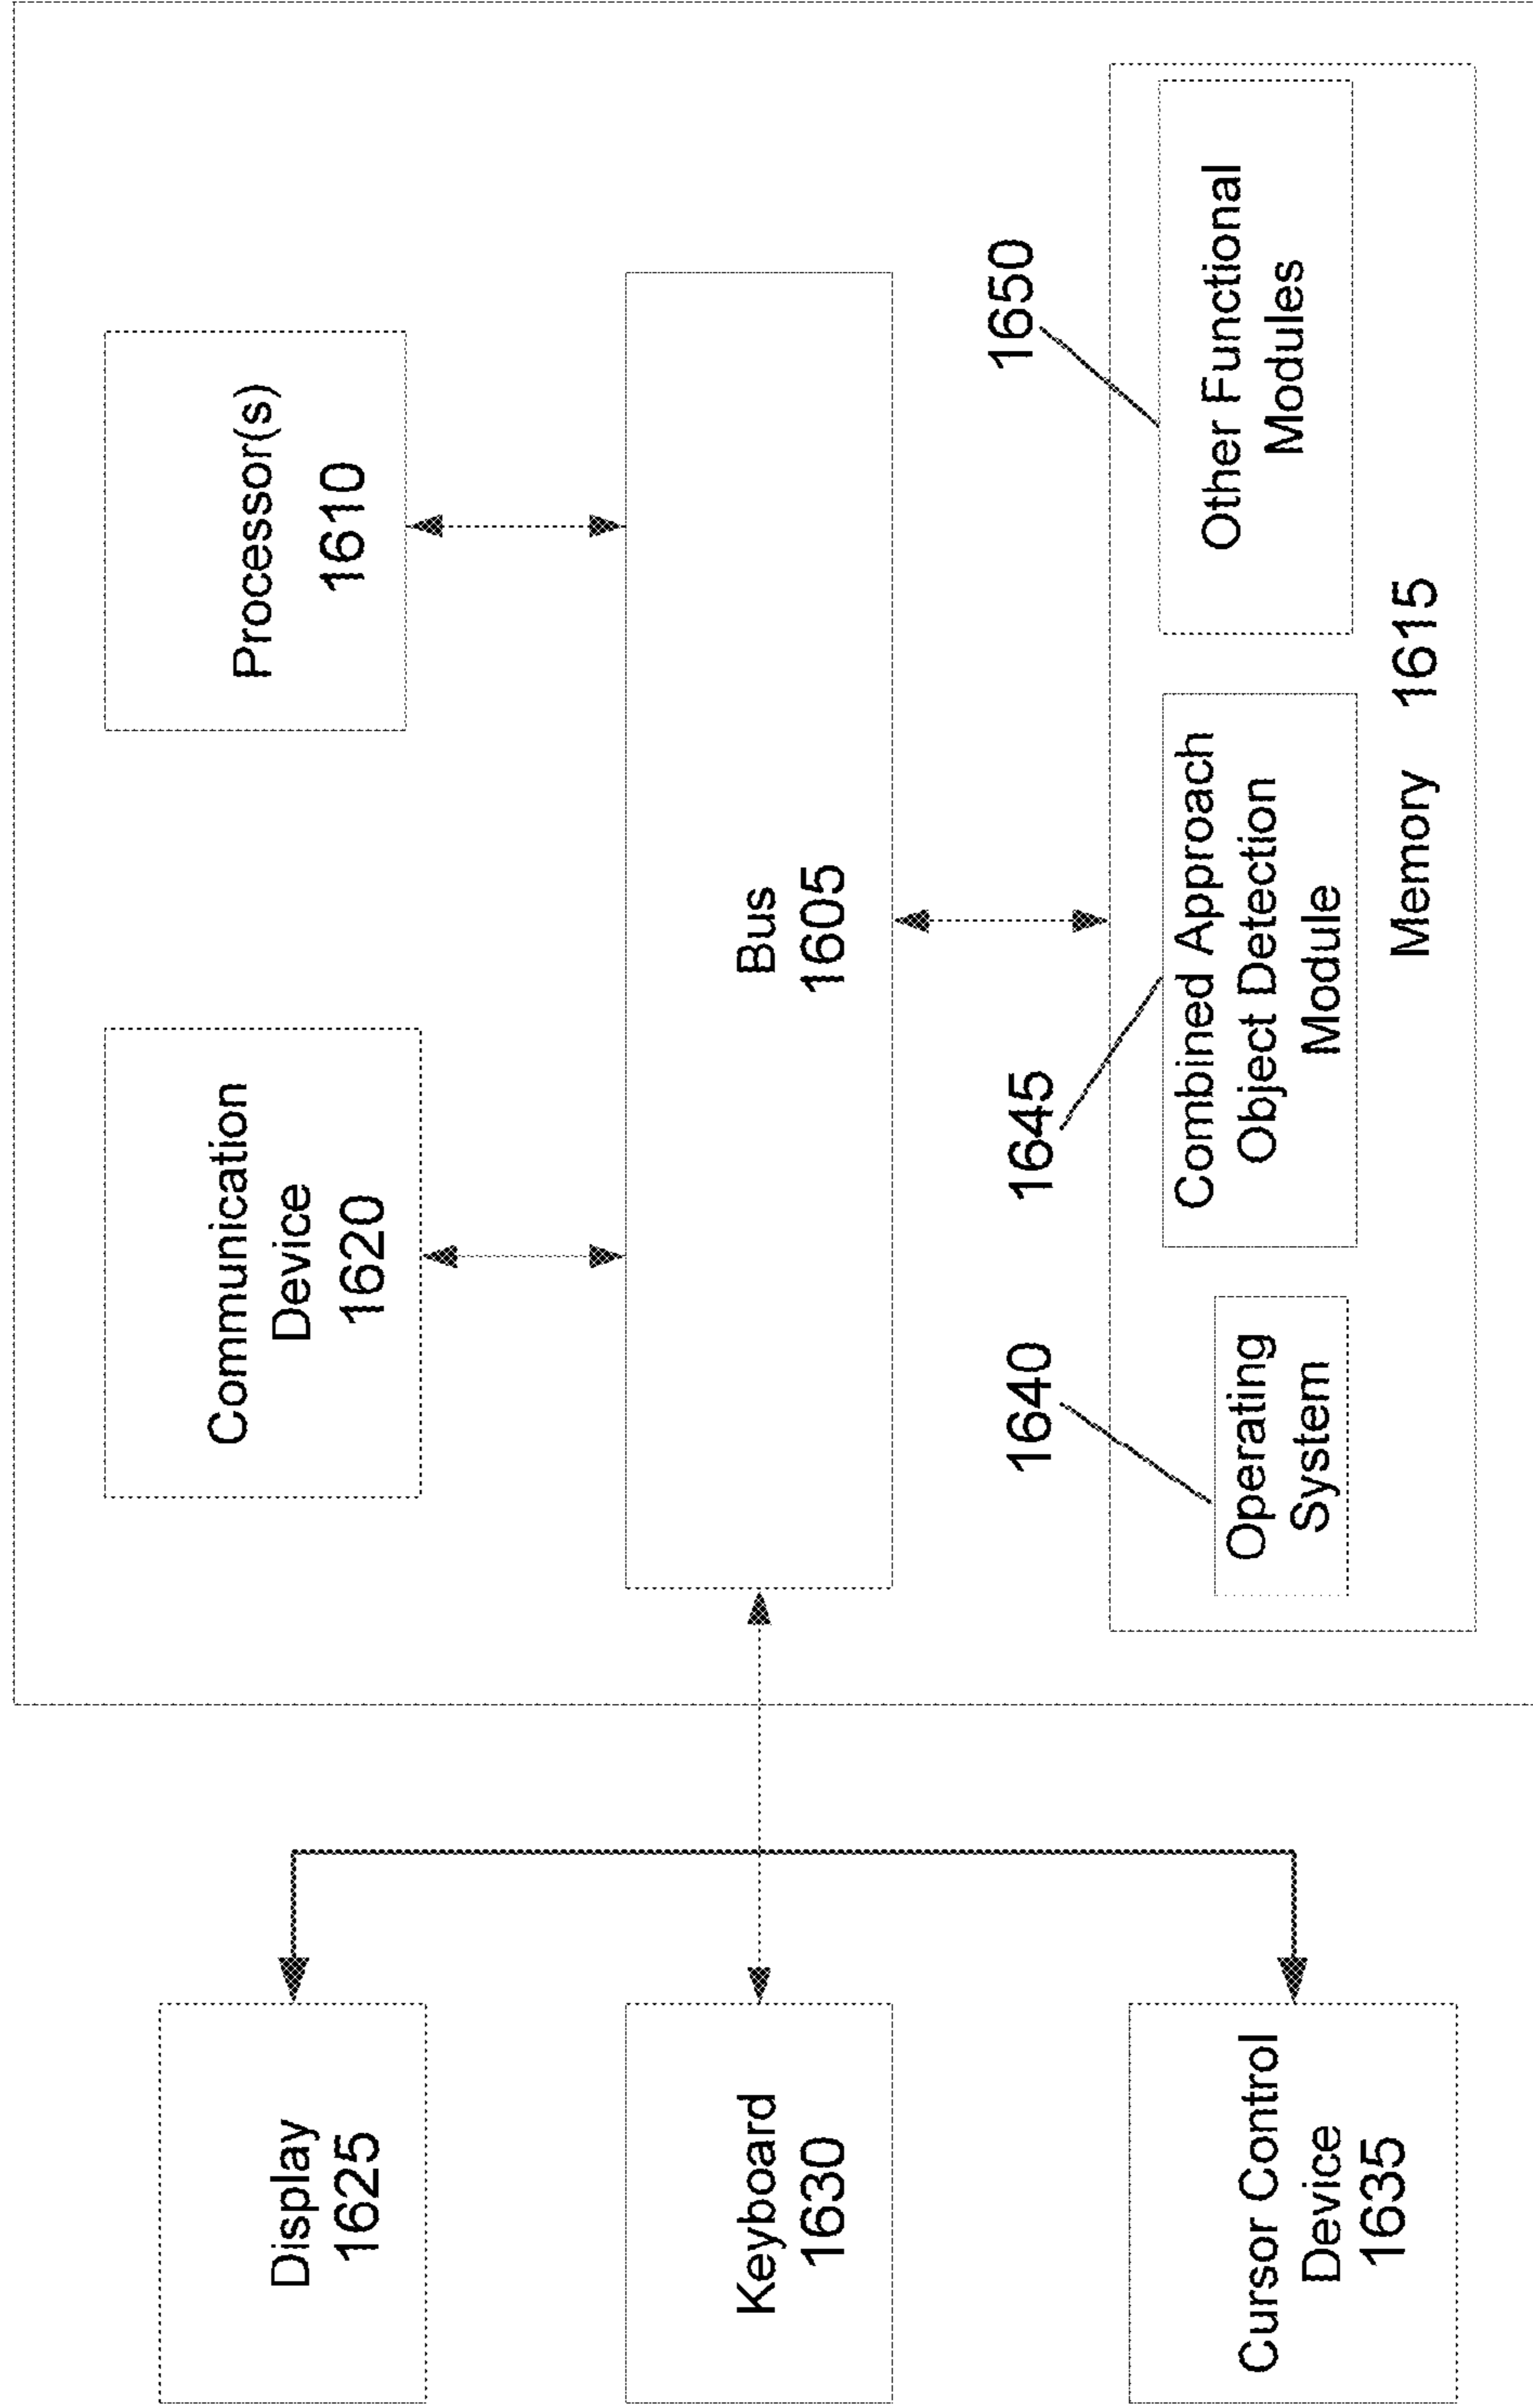 Display
1625
Keyboard
1630
Cursor Control
Device
1635
Communication
Device
1620
Processor(s)
1610
Bus
1605
1640
1645
1650
Operating
System
Combined Approach
Object Detection
Module
Other Functional
Modules
Memory 1615